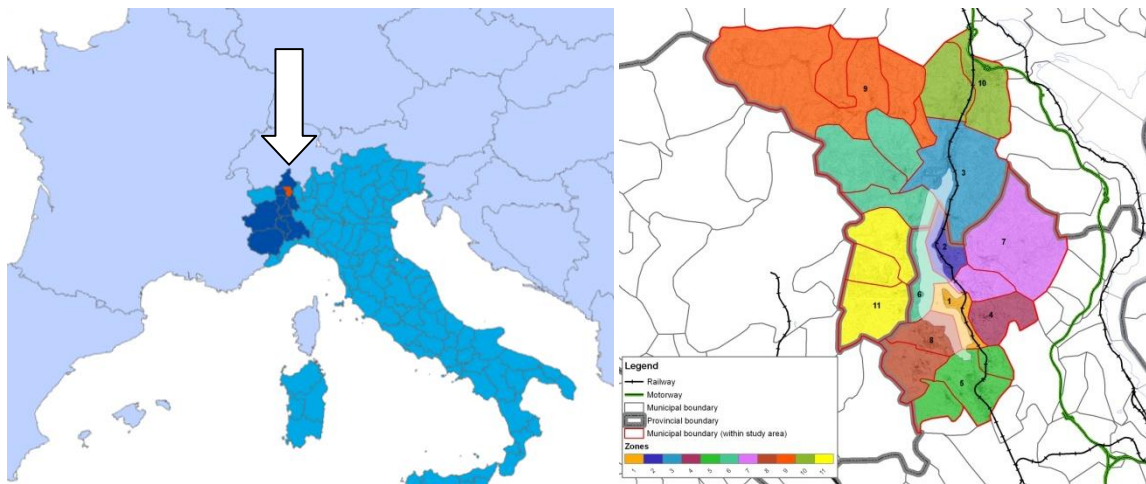 9
10
3
7
2
11
6
1
4
8
5
Legend
Railway
Motorway
Municipal boundary
Provincial boundary
Municipal boundary (within study area)
Zones
1 2 3 4 5 6 7 8 9 10 11